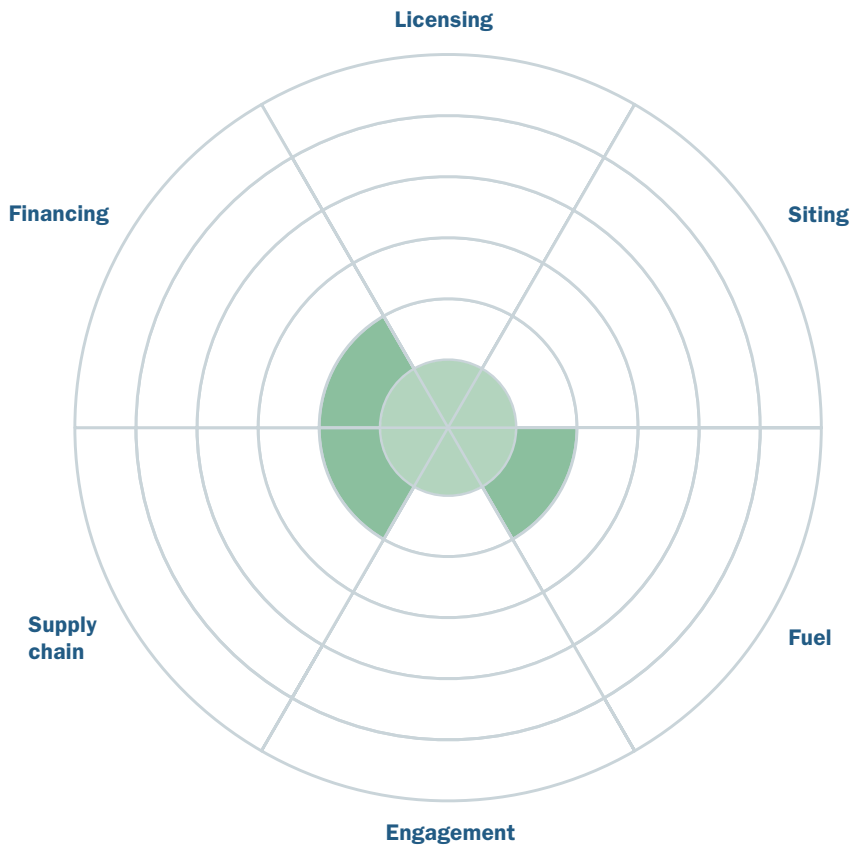 Licensing
Financing
Siting
Supply
chain
Fuel
Engagement